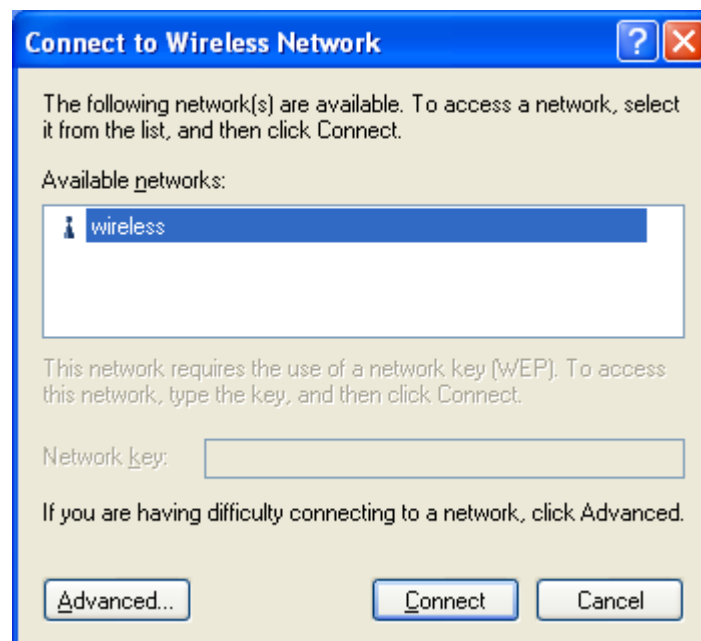 Connect to Wireless Network
?
The following network(s) are available. To access a network, select
it from the list, and then click Connect.
Available networks:
wireless
This network requires the use of a network key (WEP). To access
this network, type the key, and then click Connect.
Network key:
If you are having difficulty connecting to a network, click Advanced.
Advanced...
Connect
Cancel